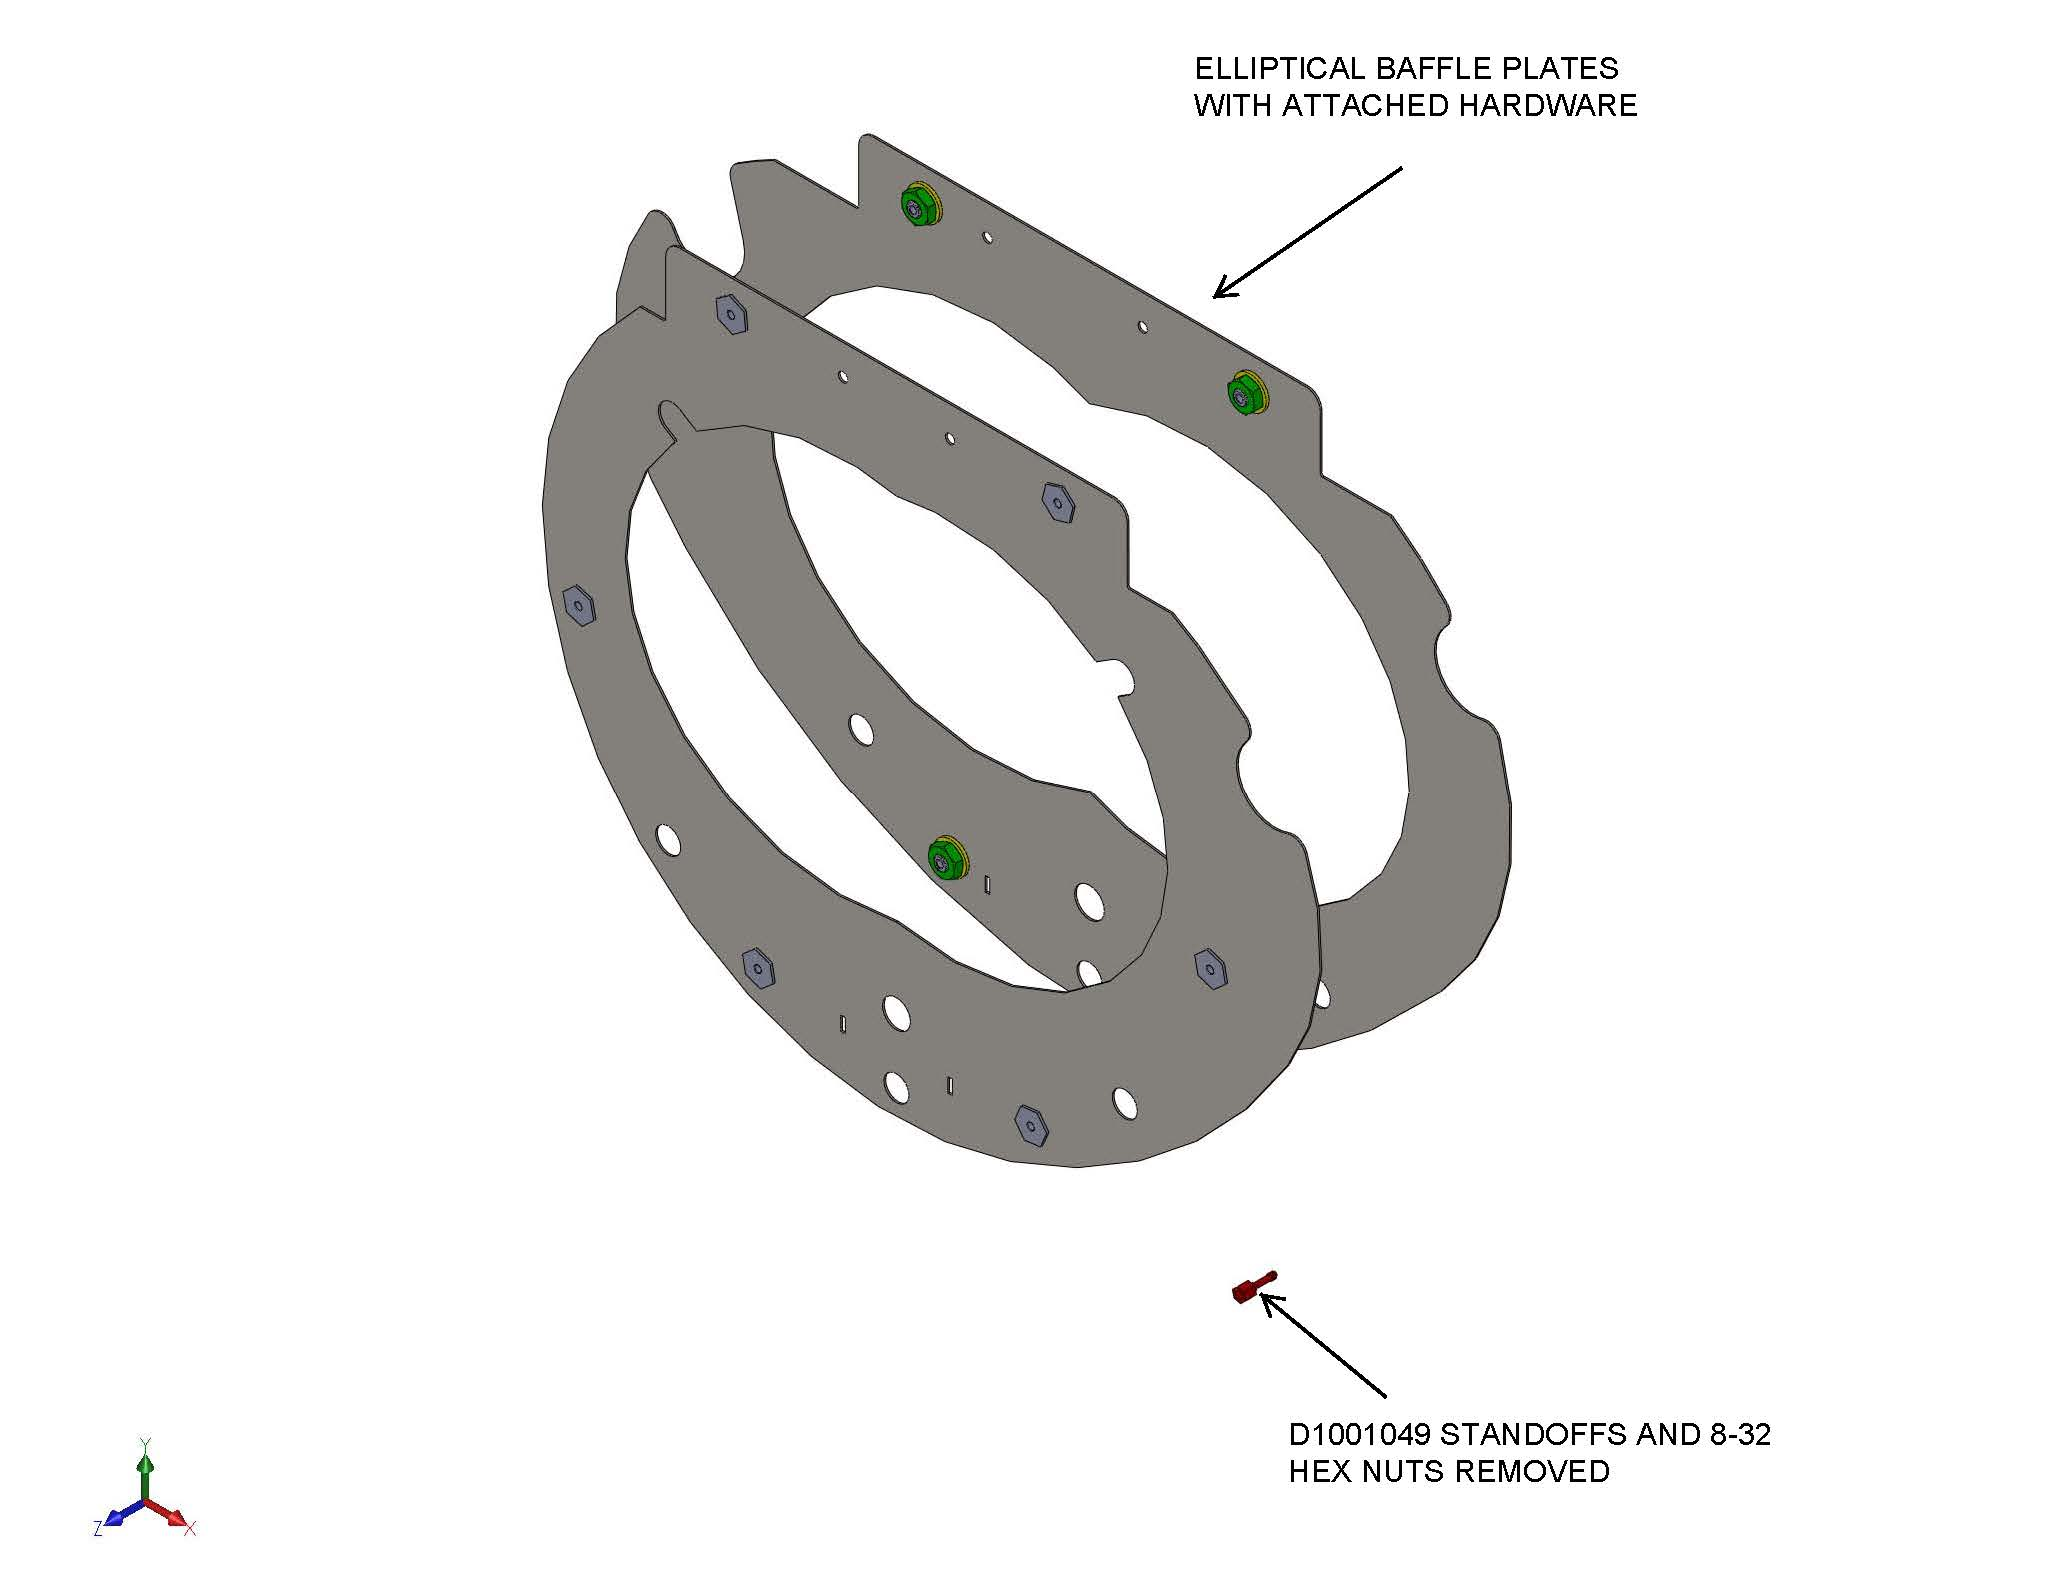 ELLIPTICAL BAFFLE PLATES
WITH ATTACHED HARDWARE
D1001049 STANDOFFS AND 8-32
HEX NUTS REMOVED
Y
Z
X